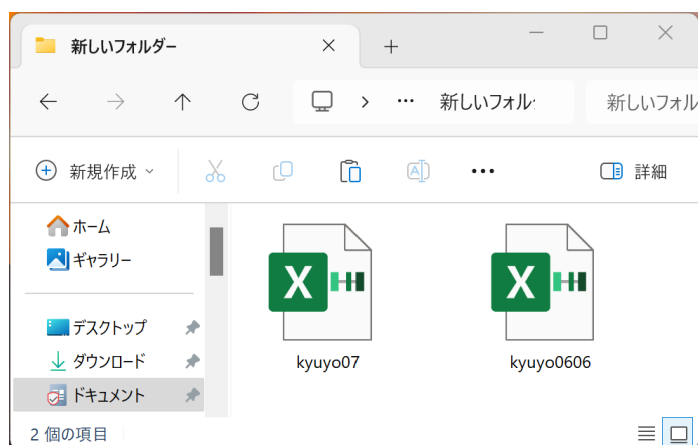 新しいフォルダー
新しいフォル
新しいフォル
新規作成
詳細
ホーム
ギャラリー
デスクトップ
ダウンロード
ドキュメント
kyuyo07
kyuyo0606
2 個の項目